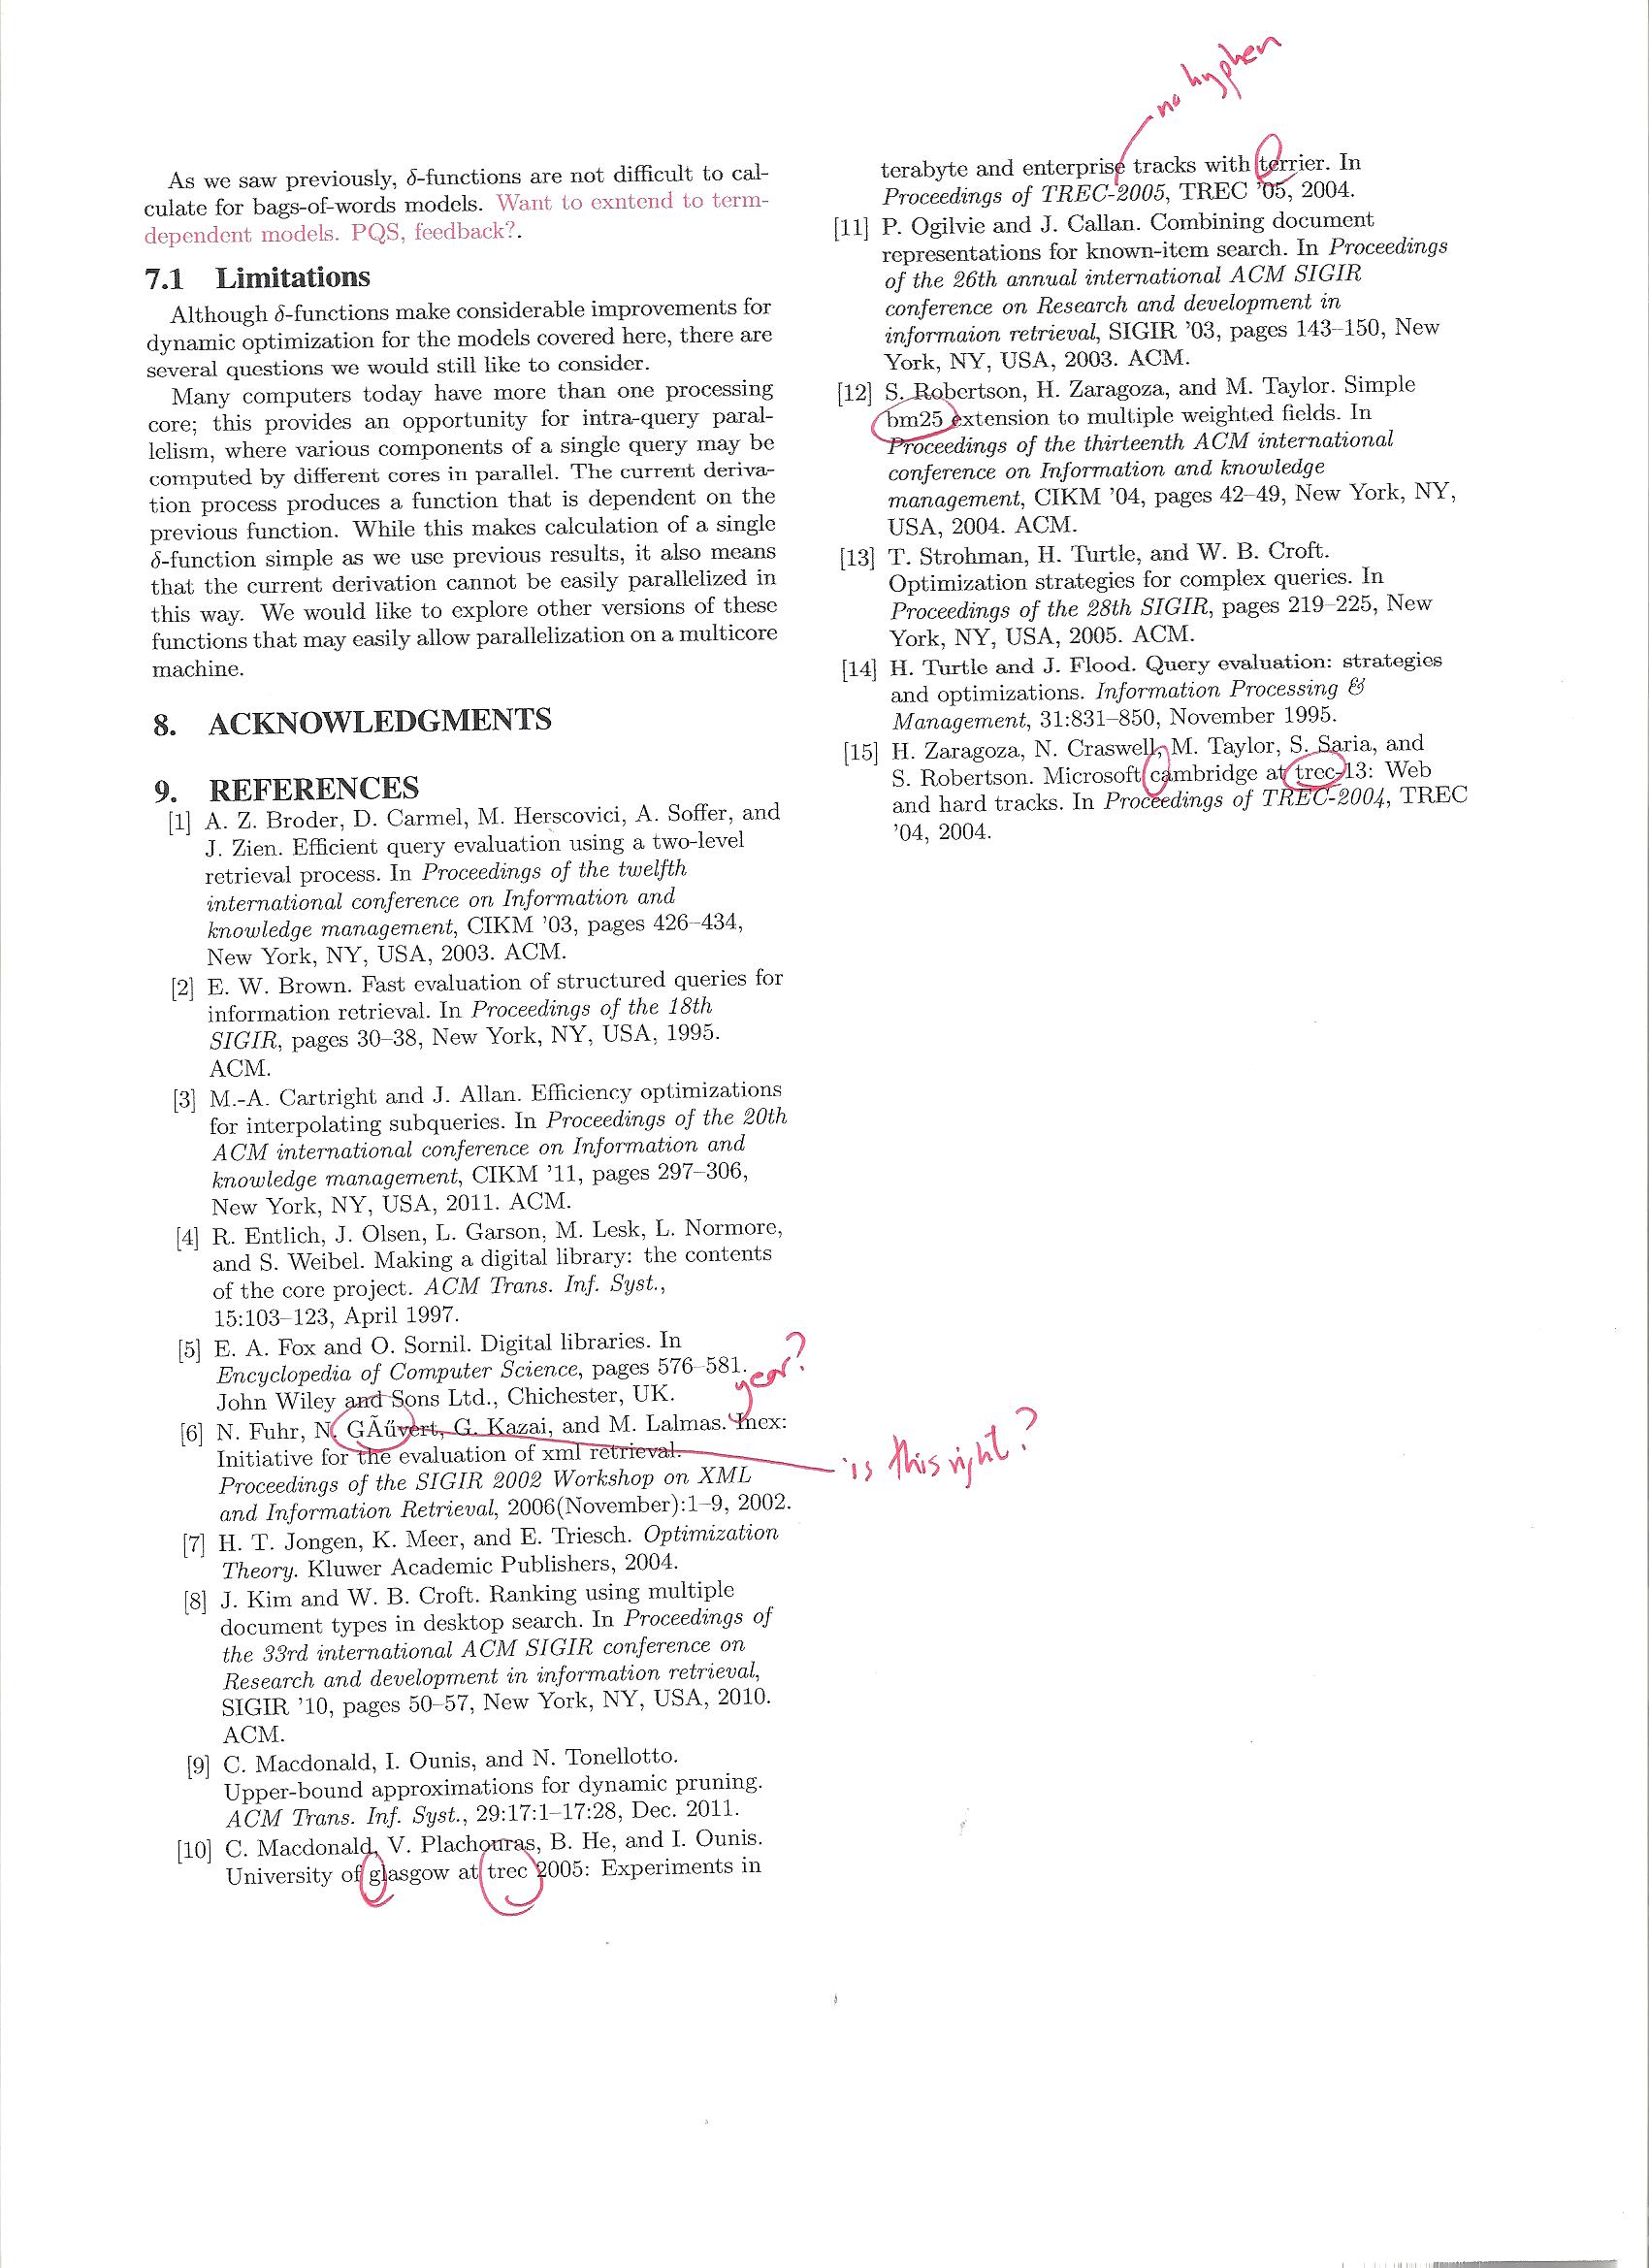 As we saw previously, δ-functions are not difficult to cal-
culate for bags-of-words models. Want to exntend to term-
dependent models. PQS, feedback?.
7.1 Limitations
Although δ-functions make considerable improvements for
dynamic optimization for the models covered here, there are
several questions we would still like to consider.
Many computers today have more than one processing
core; this provides an opportunity for intra-query paral-
lelism, where various components of a single query may be
computed by different cores in parallel. The current deriva-
tion process produces a function that is dependent on the
previous function. While this makes calculation of a single
δ-function simple as we use previous results, it also means
that the current derivation cannot be easily parallelized in
this way. We would like to explore other versions of these
functions that may easily allow parallelization on a multicore
machine.
8. ACKNOWLEDGMENTS
9. REFERENCES
[1] A. Z. Broder, D. Carmel, M. Herscovici, A. Soffer, and
J. Zien. Efficient query evaluation using a two-level
retrieval process. In Proceedings of the twelfth
international conference on Information and
knowledge management, CIKM '03, pages 426–434,
New York, NY, USA, 2003. ACM.
[2] E. W. Brown. Fast evaluation of structured queries for
information retrieval. In Proceedings of the 18th
SIGIR, pages 30–38, New York, NY, USA, 1995.
ACM.
[3] M.-A. Cartright and J. Allan. Efficiency optimizations
for interpolating subqueries. In Proceedings of the 20th
ACM international conference on Information and
knowledge management, CIKM '11, pages 297–306,
New York, NY, USA, 2011. ACM.
[4] R. Entlich, J. Olsen, L. Garson, M. Lesk, L. Normore,
and S. Weibel. Making a digital library: the contents
of the core project. ACM Trans. Inf. Syst.,
15:103–123, April 1997.
[5] E. A. Fox and O. Sornil. Digital libraries. In
Encyclopedia of Computer Science, pages 576–581.
John Wiley and Sons Ltd., Chichester, UK.
year?
[6] N. Fuhr, N. GÃűvert, G. Kazai, and M. Lalmas. Inex:
Initiative for the evaluation of xml retrieval.
is this right?
Proceedings of the SIGIR 2002 Workshop on XML
and Information Retrieval, 2006(November):1–9, 2002.
[7] H. T. Jongen, K. Meer, and E. Triesch. Optimization
Theory. Kluwer Academic Publishers, 2004.
[8] J. Kim and W. B. Croft. Ranking using multiple
document types in desktop search. In Proceedings of
the 33rd international ACM SIGIR conference on
Research and development in information retrieval,
SIGIR '10, pages 50–57, New York, NY, USA, 2010.
ACM.
[9] C. Macdonald, I. Ounis, and N. Tonellotto.
Upper-bound approximations for dynamic pruning.
ACM Trans. Inf. Syst., 29:17:1–17:28, Dec. 2011.
[10] C. Macdonald, V. Plachouras, B. He, and I. Ounis.
University of glasgow at trec 2005: Experiments in
no hyphen
terabyte and enterprise tracks with terrier. In
Proceedings of TREC-2005, TREC '05, 2004.
[11] P. Ogilvie and J. Callan. Combining document
representations for known-item search. In Proceedings
of the 26th annual international ACM SIGIR
conference on Research and development in
informaion retrieval, SIGIR '03, pages 143–150, New
York, NY, USA, 2003. ACM.
[12] S. Robertson, H. Zaragoza, and M. Taylor. Simple
bm25 extension to multiple weighted fields. In
Proceedings of the thirteenth ACM international
conference on Information and knowledge
management, CIKM '04, pages 42–49, New York, NY,
USA, 2004. ACM.
[13] T. Strohman, H. Turtle, and W. B. Croft.
Optimization strategies for complex queries. In
Proceedings of the 28th SIGIR, pages 219–225, New
York, NY, USA, 2005. ACM.
[14] H. Turtle and J. Flood. Query evaluation: strategies
and optimizations. Information Processing &
Management, 31:831–850, November 1995.
[15] H. Zaragoza, N. Craswell, M. Taylor, S. Saria, and
S. Robertson. Microsoft cambridge at trec-13: Web
and hard tracks. In Proceedings of TREC-2004, TREC
'04, 2004.